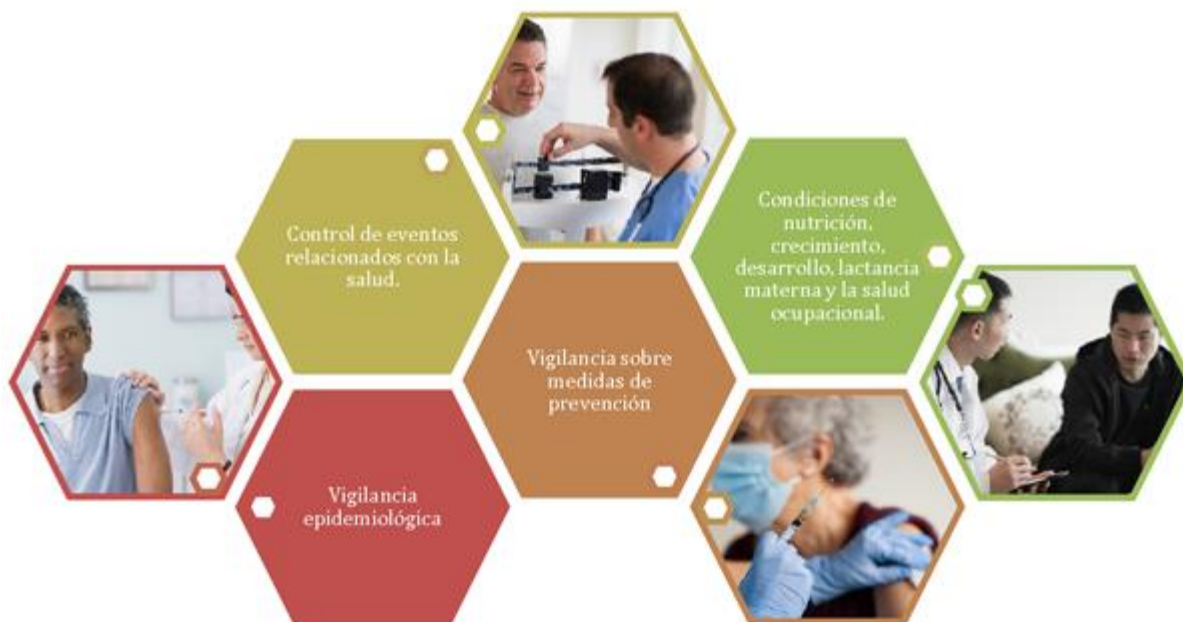 Control de eventos
relacionados con la
salud.
Condiciones de
nutrición,
crecimiento,
desarrollo, lactancia
materna y la salud
ocupacional.
Vigilancia sobre
medidas de
prevención
Vigilancia
epidemiológica